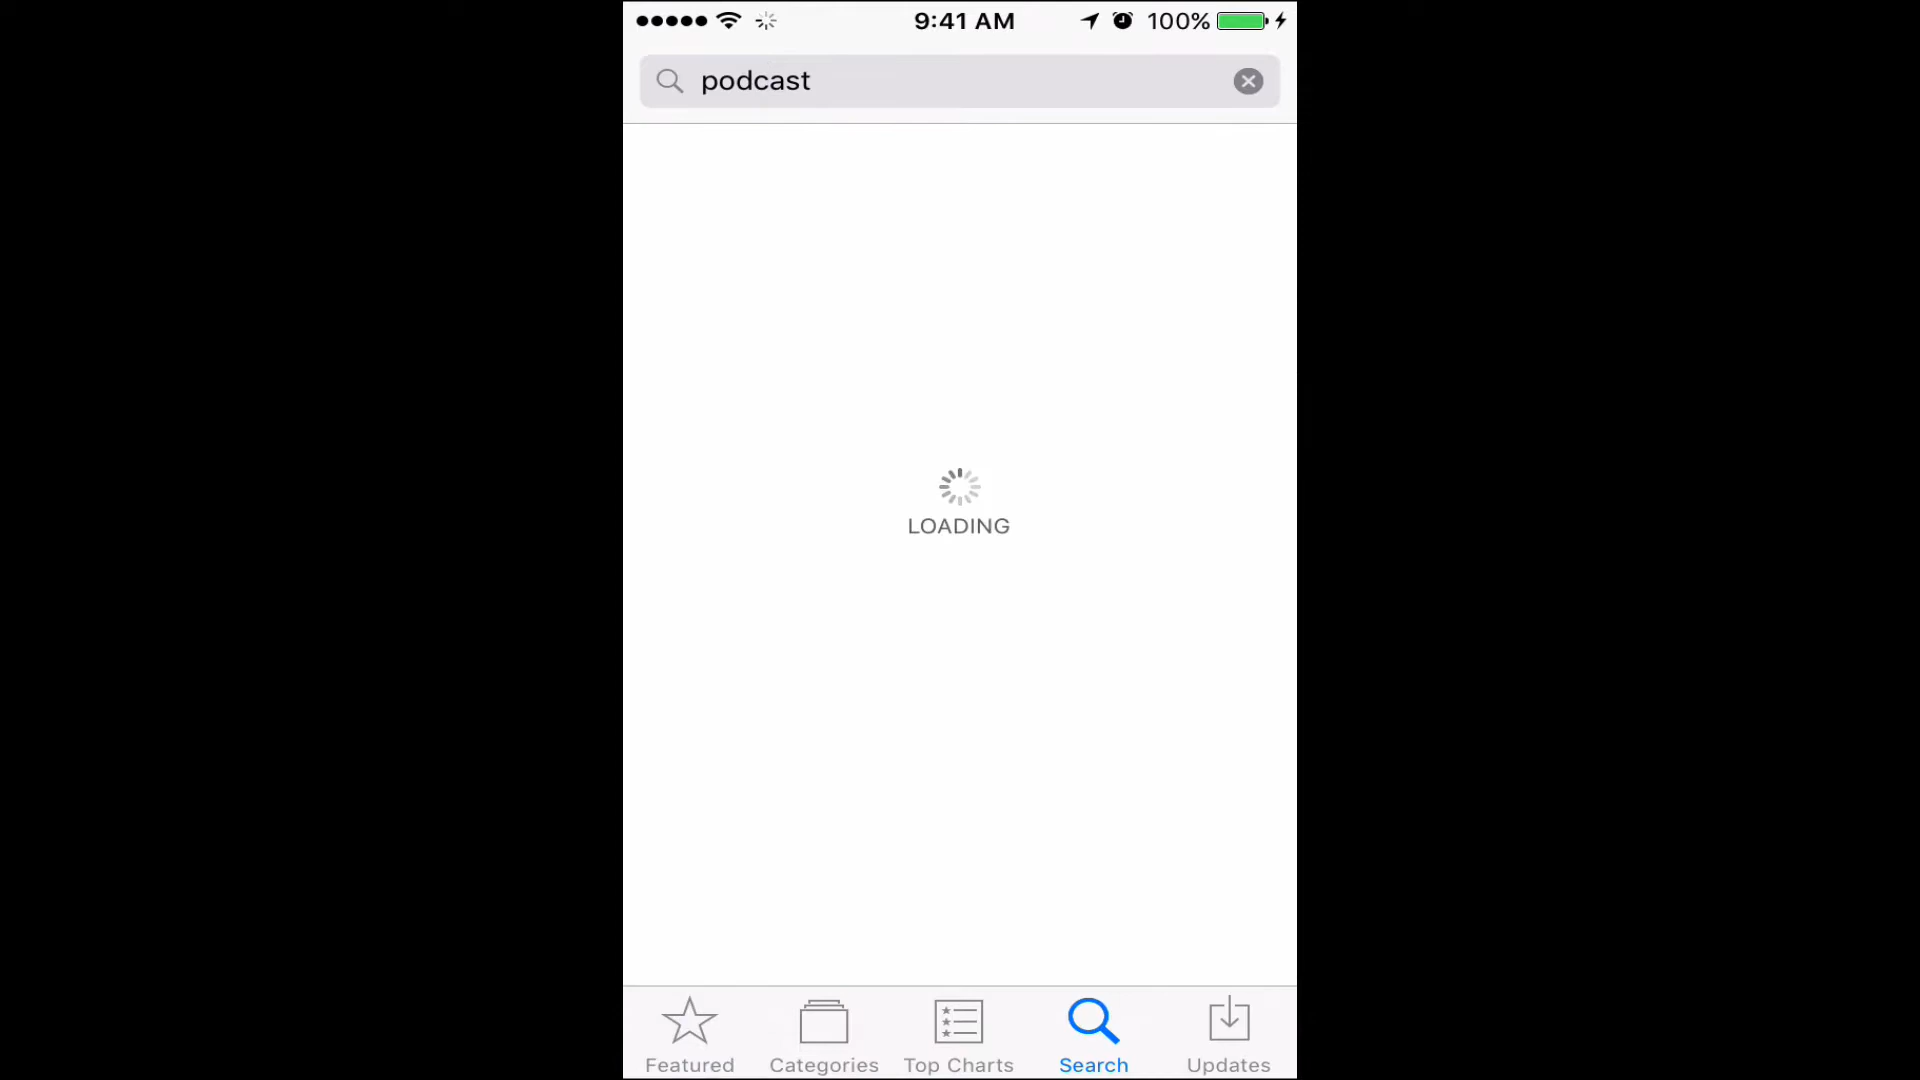 9:41 AM 100%
podcast
LOADING
Featured Categories Top Charts Search Updates